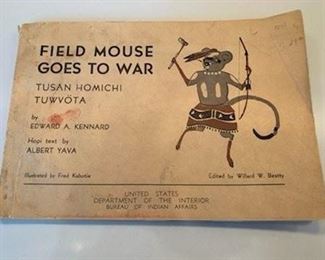 FIELD MOUSE
GOES TO WAR
TUSAN HOMICHI
TUWVÖTA
by
EDWARD A. KENNARD
Hopi text by
ALBERT YAVA
Illustrated by Fred Kabotie
Edited by Willard W. Beatty
UNITED STATES
DEPARTMENT OF THE INTERIOR
BUREAU OF INDIAN AFFAIRS